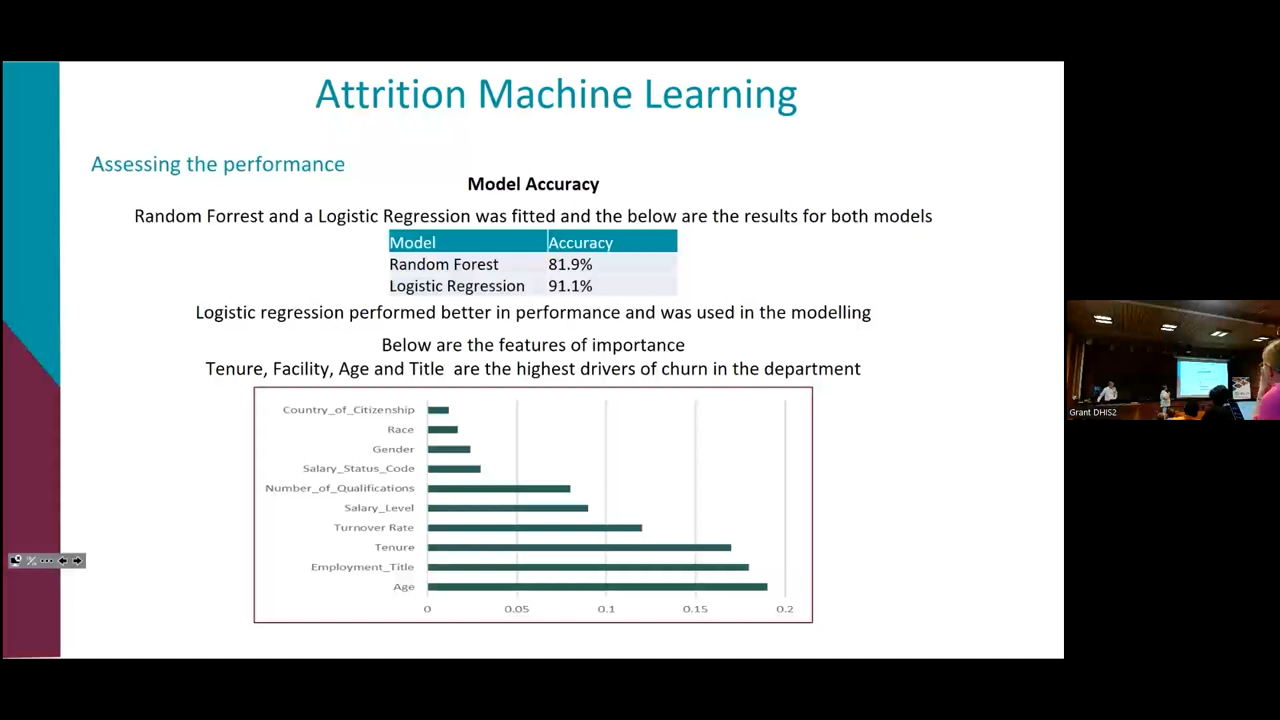 Attrition Machine Learning
Assessing the performance
Model Accuracy
Random Forrest and a Logistic Regression was fitted and the below are the results for both models
Model Accuracy
Random Forest 81.9%
Logistic Regression 91.1%
Logistic regression performed better in performance and was used in the modelling
Below are the features of importance
Tenure, Facility, Age and Title are the highest drivers of churn in the department
Country_of_Citizenship
Race
Gender
Salary_Status_Code
Number_of_Qualifications
Salary_Level
Turnover Rate
Tenure
Employment_Title
Age
0 0.05 0.1 0.15 0.2
Grant DHIS2